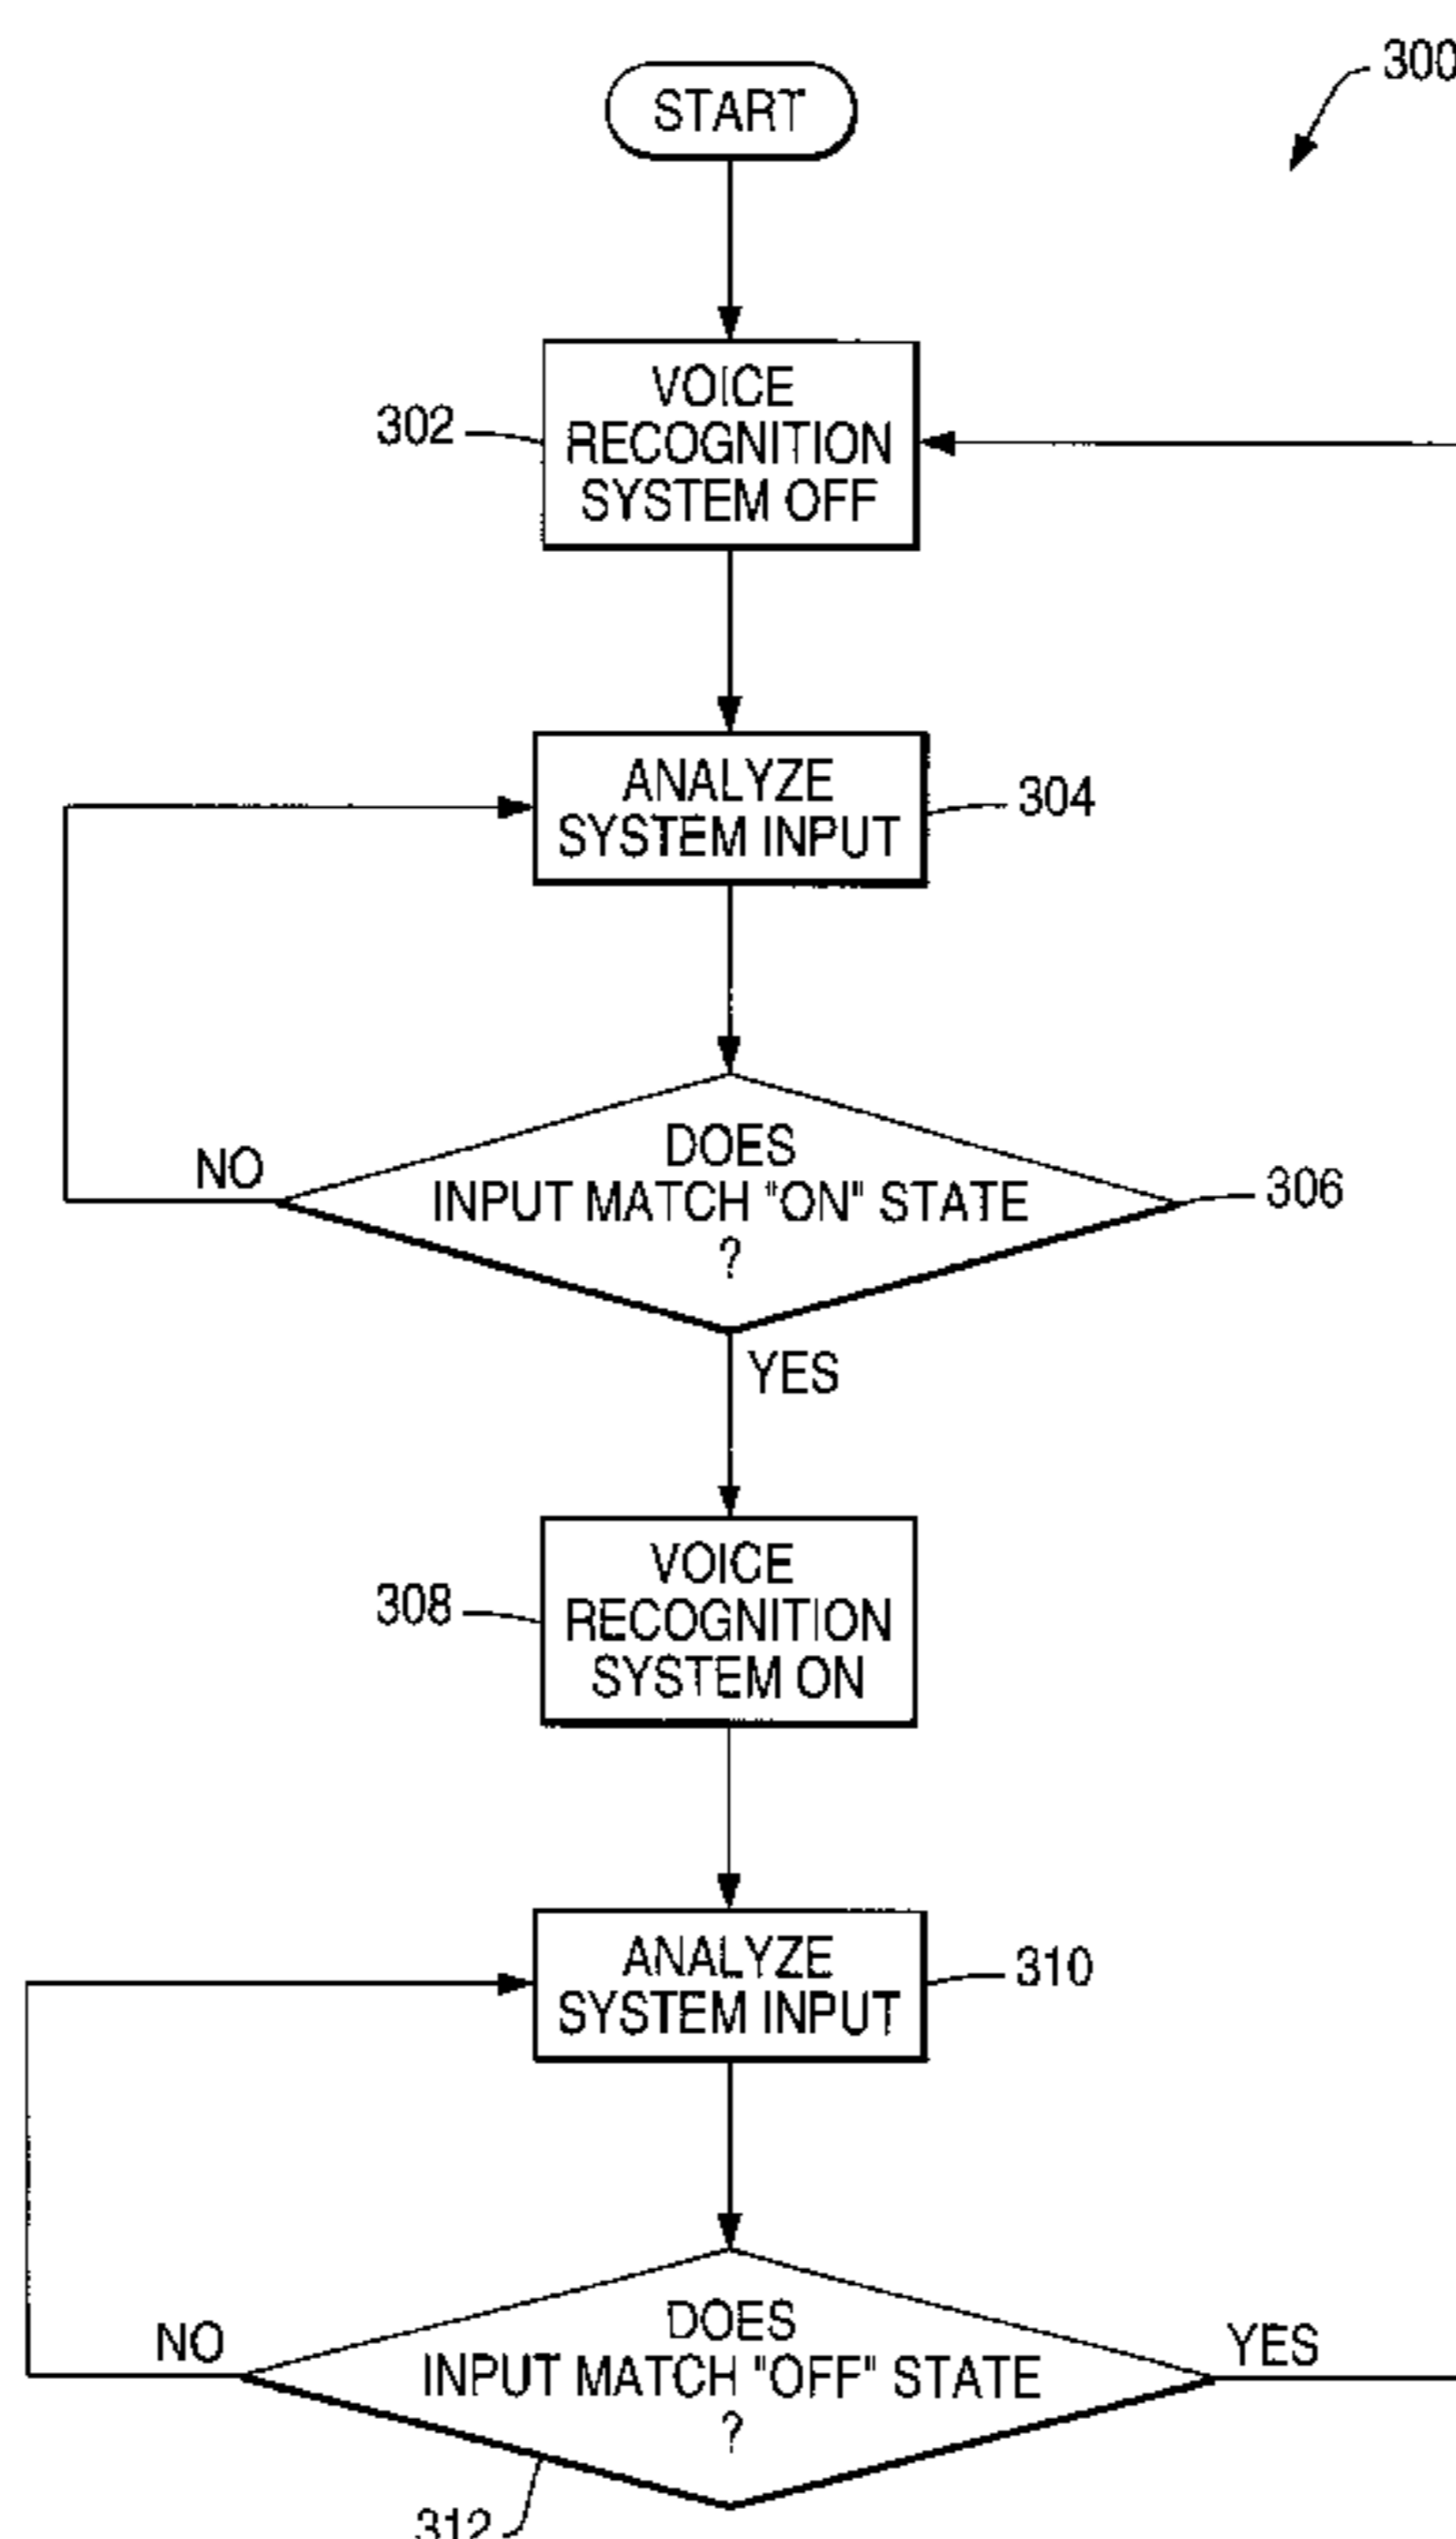 300
START
302
VOICE
RECOGNITION
SYSTEM OFF
ANALYZE
SYSTEM INPUT
304
NO
DOES
INPUT MATCH "ON" STATE
?
306
YES
308
VOICE
RECOGNITION
SYSTEM ON
ANALYZE
SYSTEM INPUT
310
NO
DOES
INPUT MATCH "OFF" STATE
?
YES
312